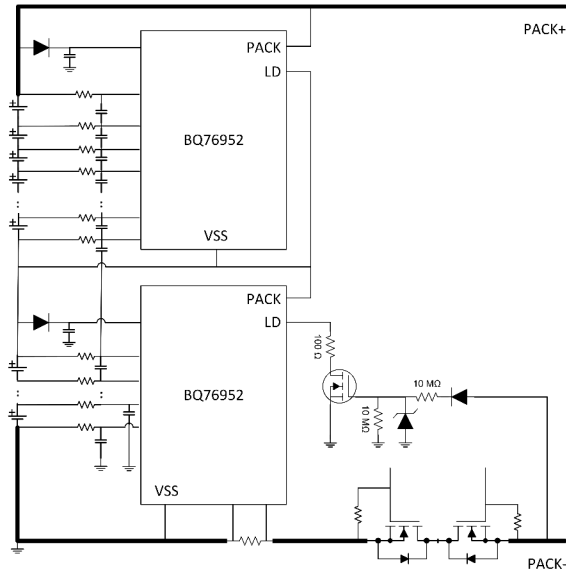 PACK+
PACK
LD
BQ76952
VSS
PACK
LD
BQ76952
100 Ω
10 MΩ
10 MΩ
VSS
PACK-